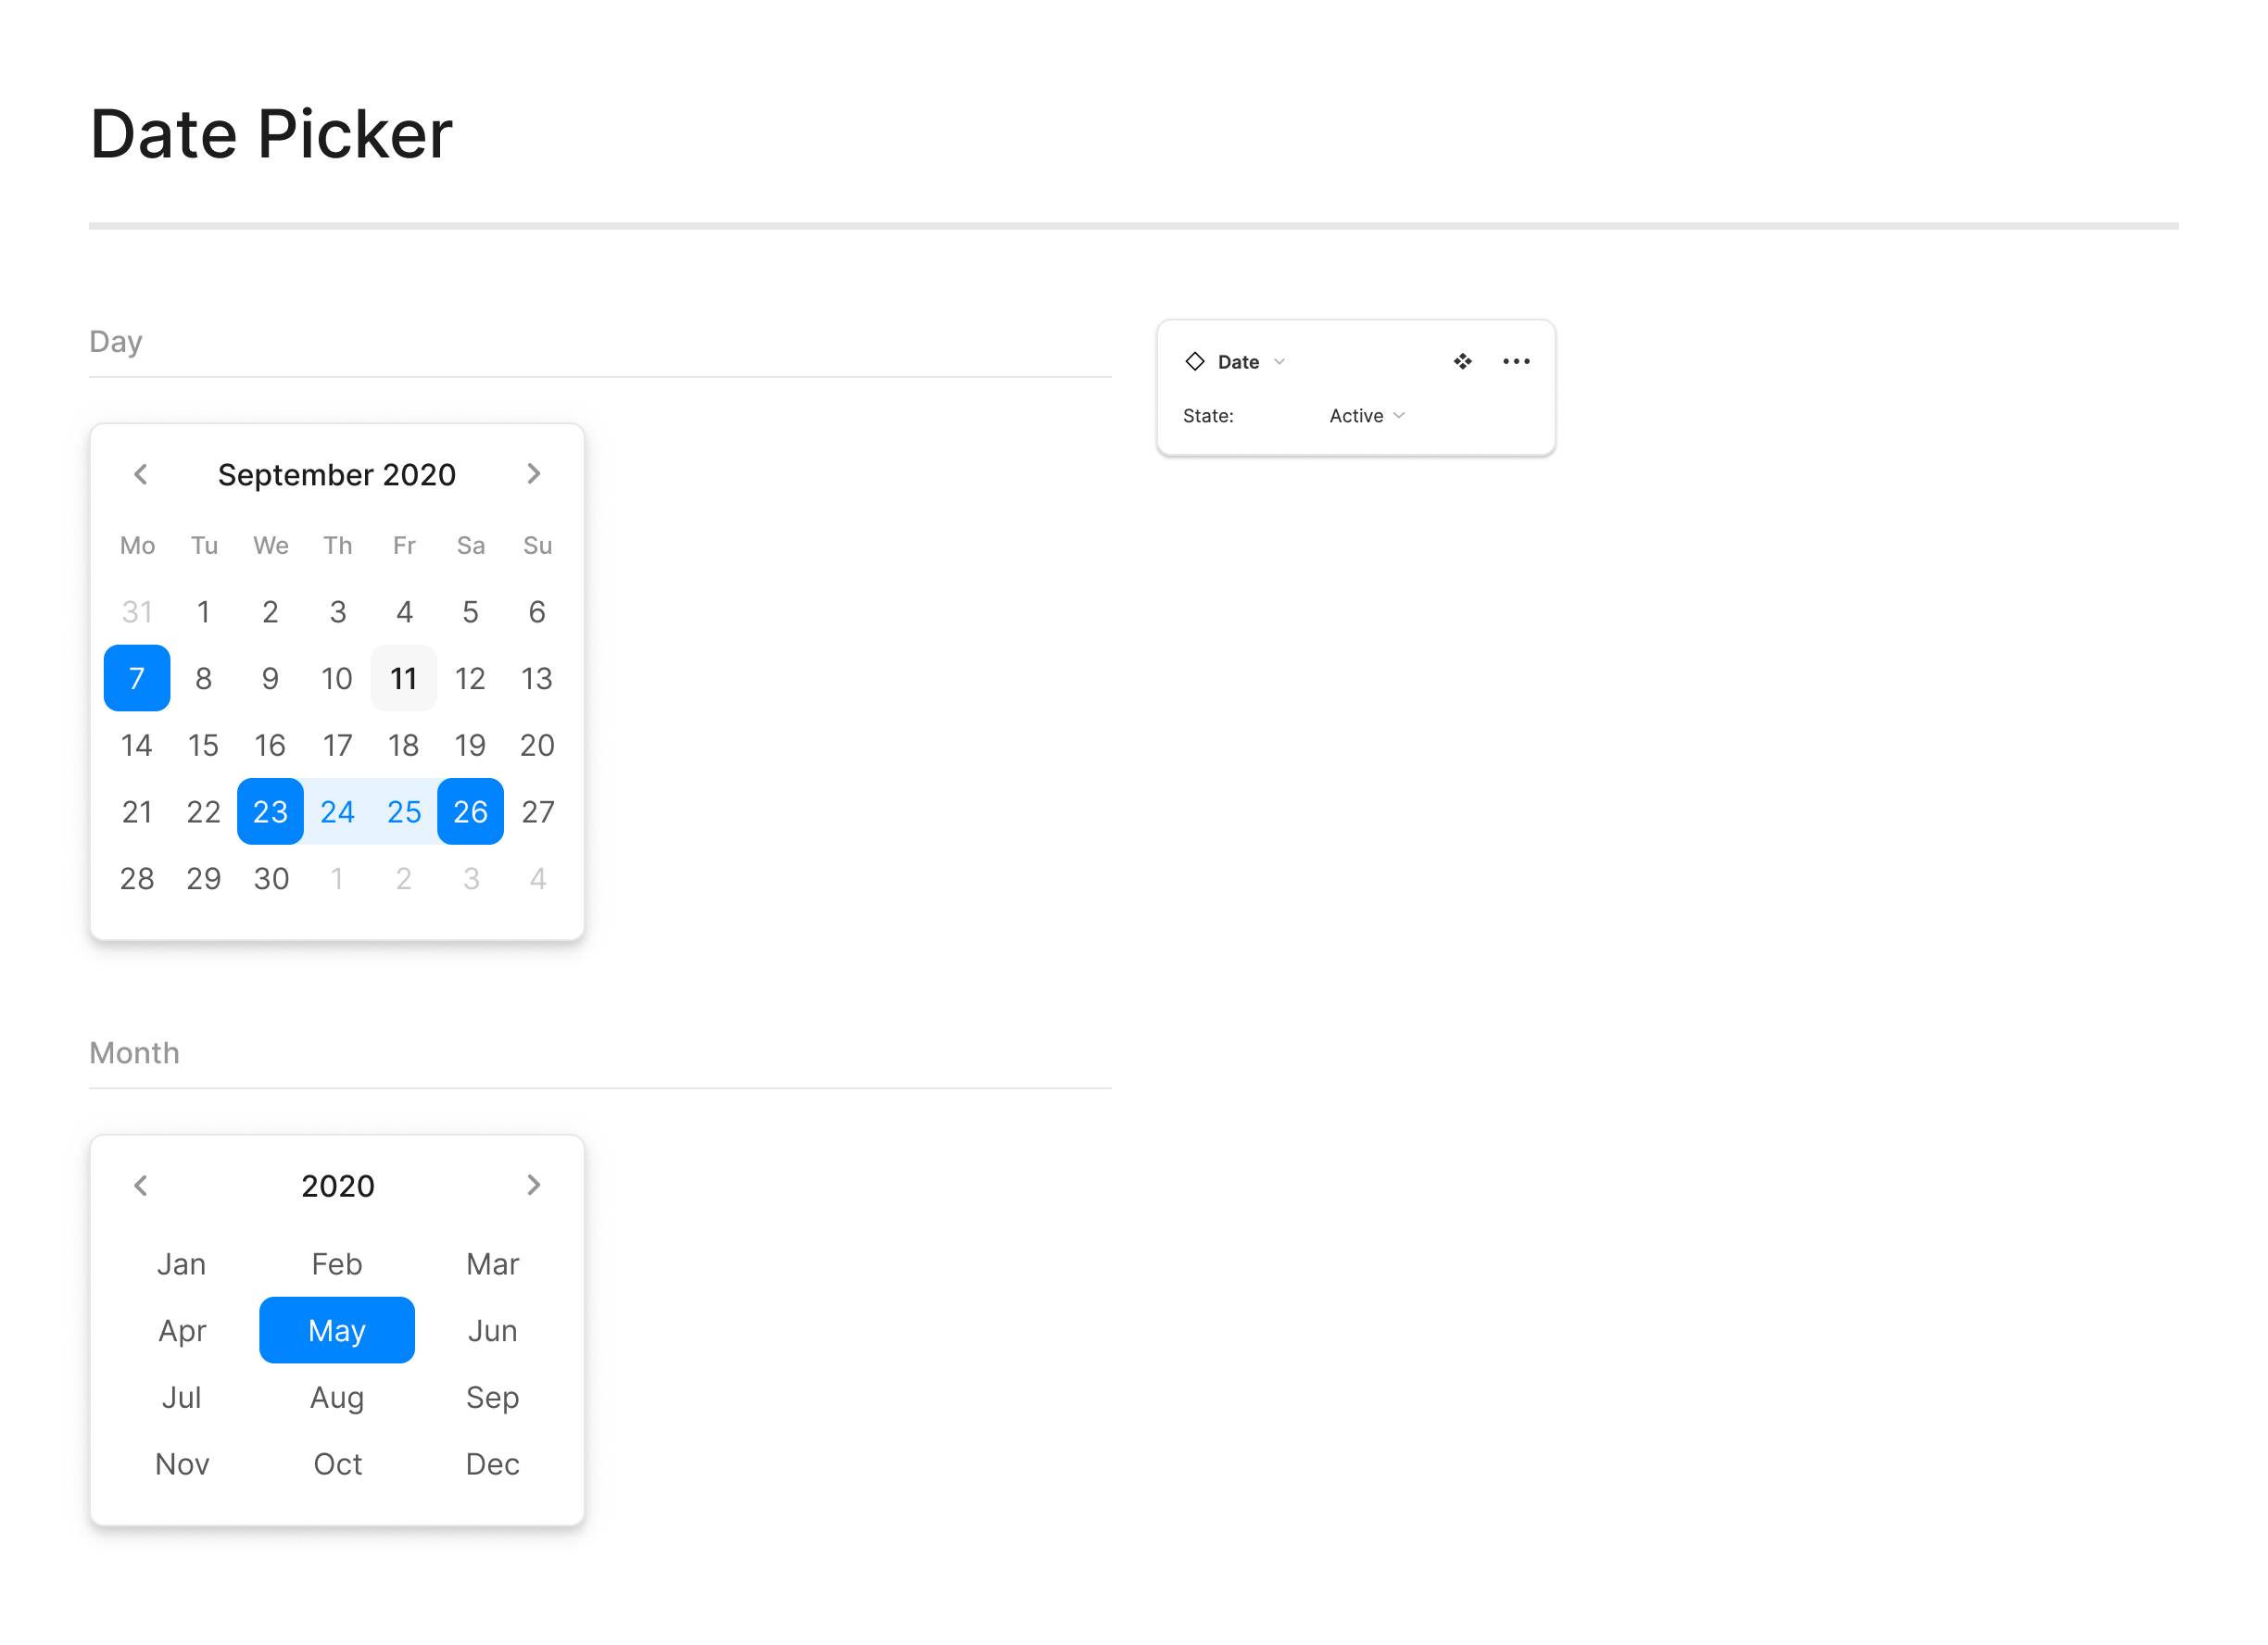 Date Picker
Day
Date
State: Active
September 2020
Mo Tu We Th Fr Sa Su
31 1 2 3 4 5 6
7 8 9 10 11 12 13
14 15 16 17 18 19 20
21 22 23 24 25 26 27
28 29 30 1 2 3 4
Month
2020
Jan Feb Mar
Apr May Jun
Jul Aug Sep
Nov Oct Dec